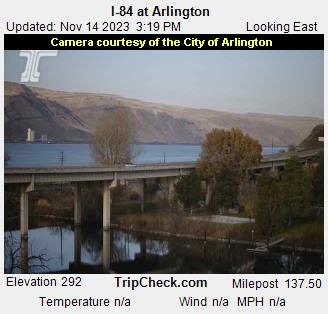 I-84 at Arlington
Updated: Nov 14 2023 3:19 PM Looking East
Camera courtesy of the City of Arlington
Elevation 292 TripCheck.com Milepost 137.50
Temperature n/a Wind n/a MPH n/a